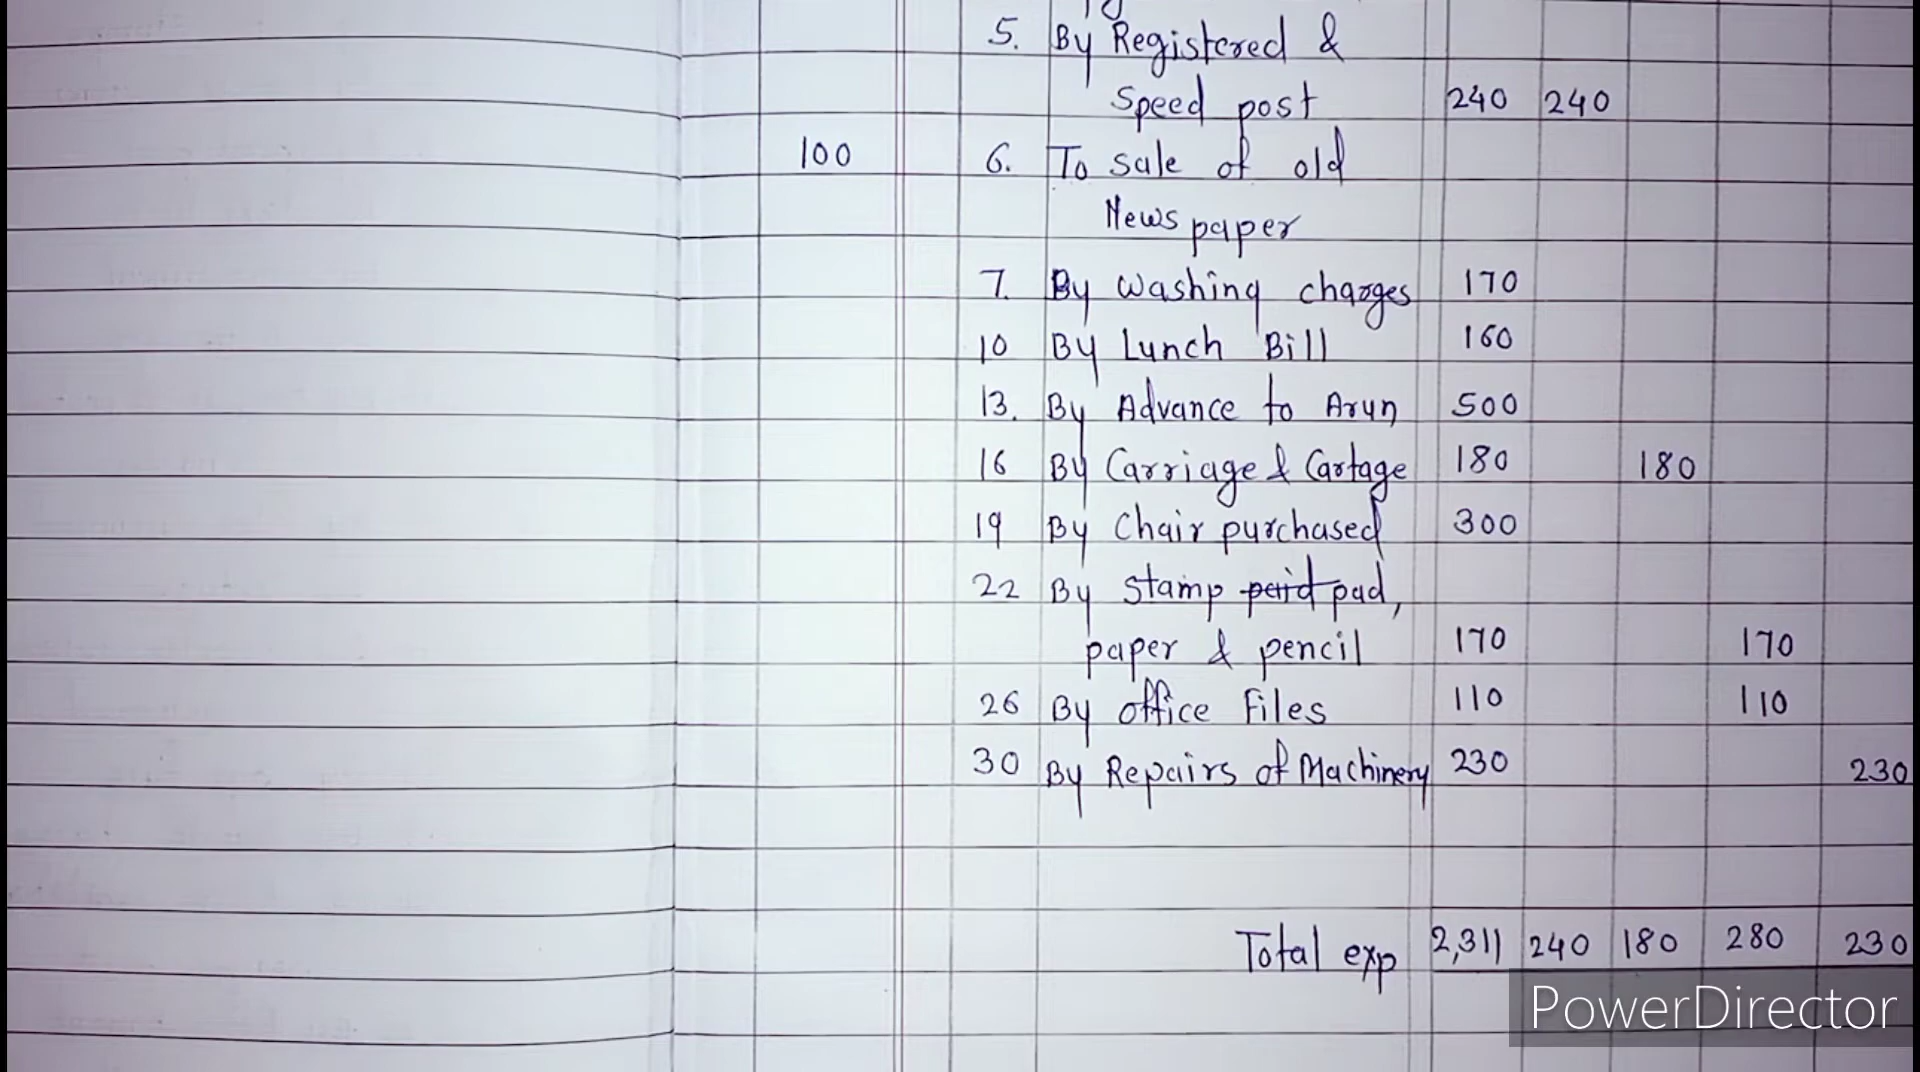 5. By Registered &
Speed post 240 240
100 6. To sale of old
News paper
7. By Washing charges 170
10 By Lunch Bill 160
13. By Advance to Arun 500
16 By Carriage & Cartage 180 180
19 By Chair purchased 300
22 By Stamp paid pad,
paper & pencil 170 170
26 By office Files 110 110
30 By Repairs of Machinery 230 230
Total exp 2,311 240 180 280 230
PowerDirector